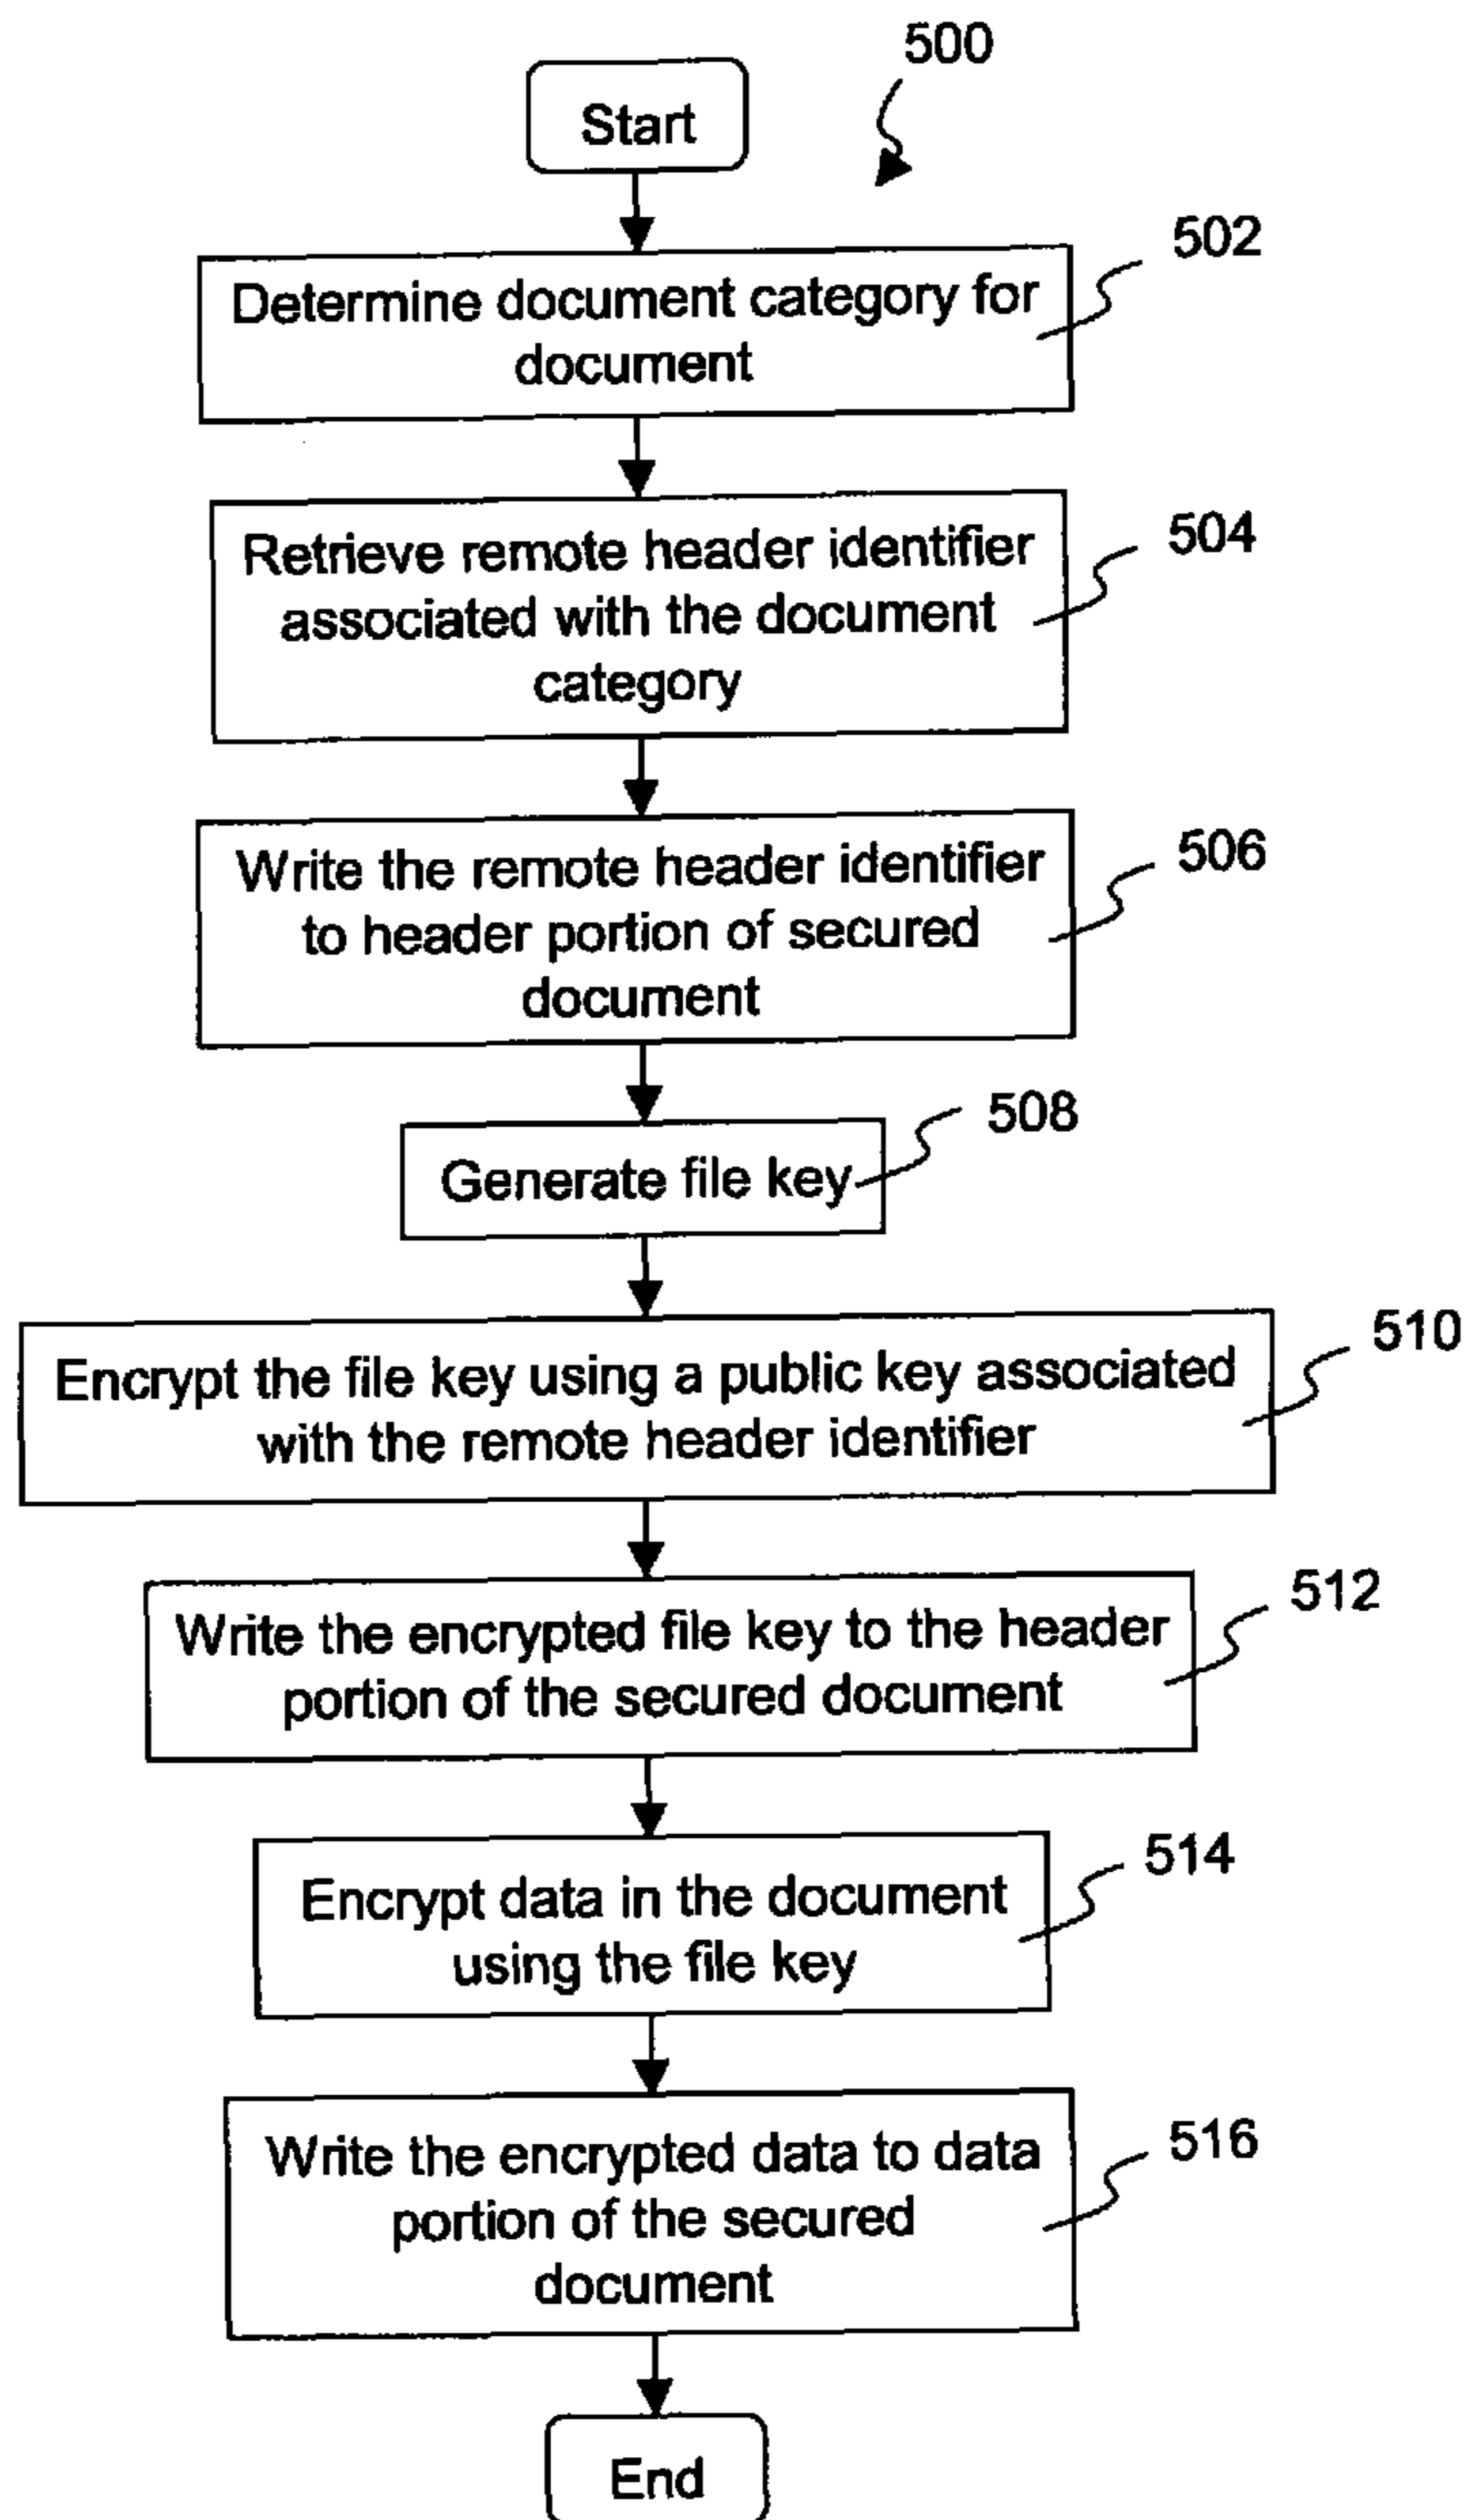 500
Start
502
Determine document category for
document
504
Retrieve remote header identifier
associated with the document
category
506
Write the remote header identifier
to header portion of secured
document
508
Generate file key
510
Encrypt the file key using a public key associated
with the remote header identifier
512
Write the encrypted file key to the header
portion of the secured document
514
Encrypt data in the document
using the file key
516
Write the encrypted data to data
portion of the secured
document
End